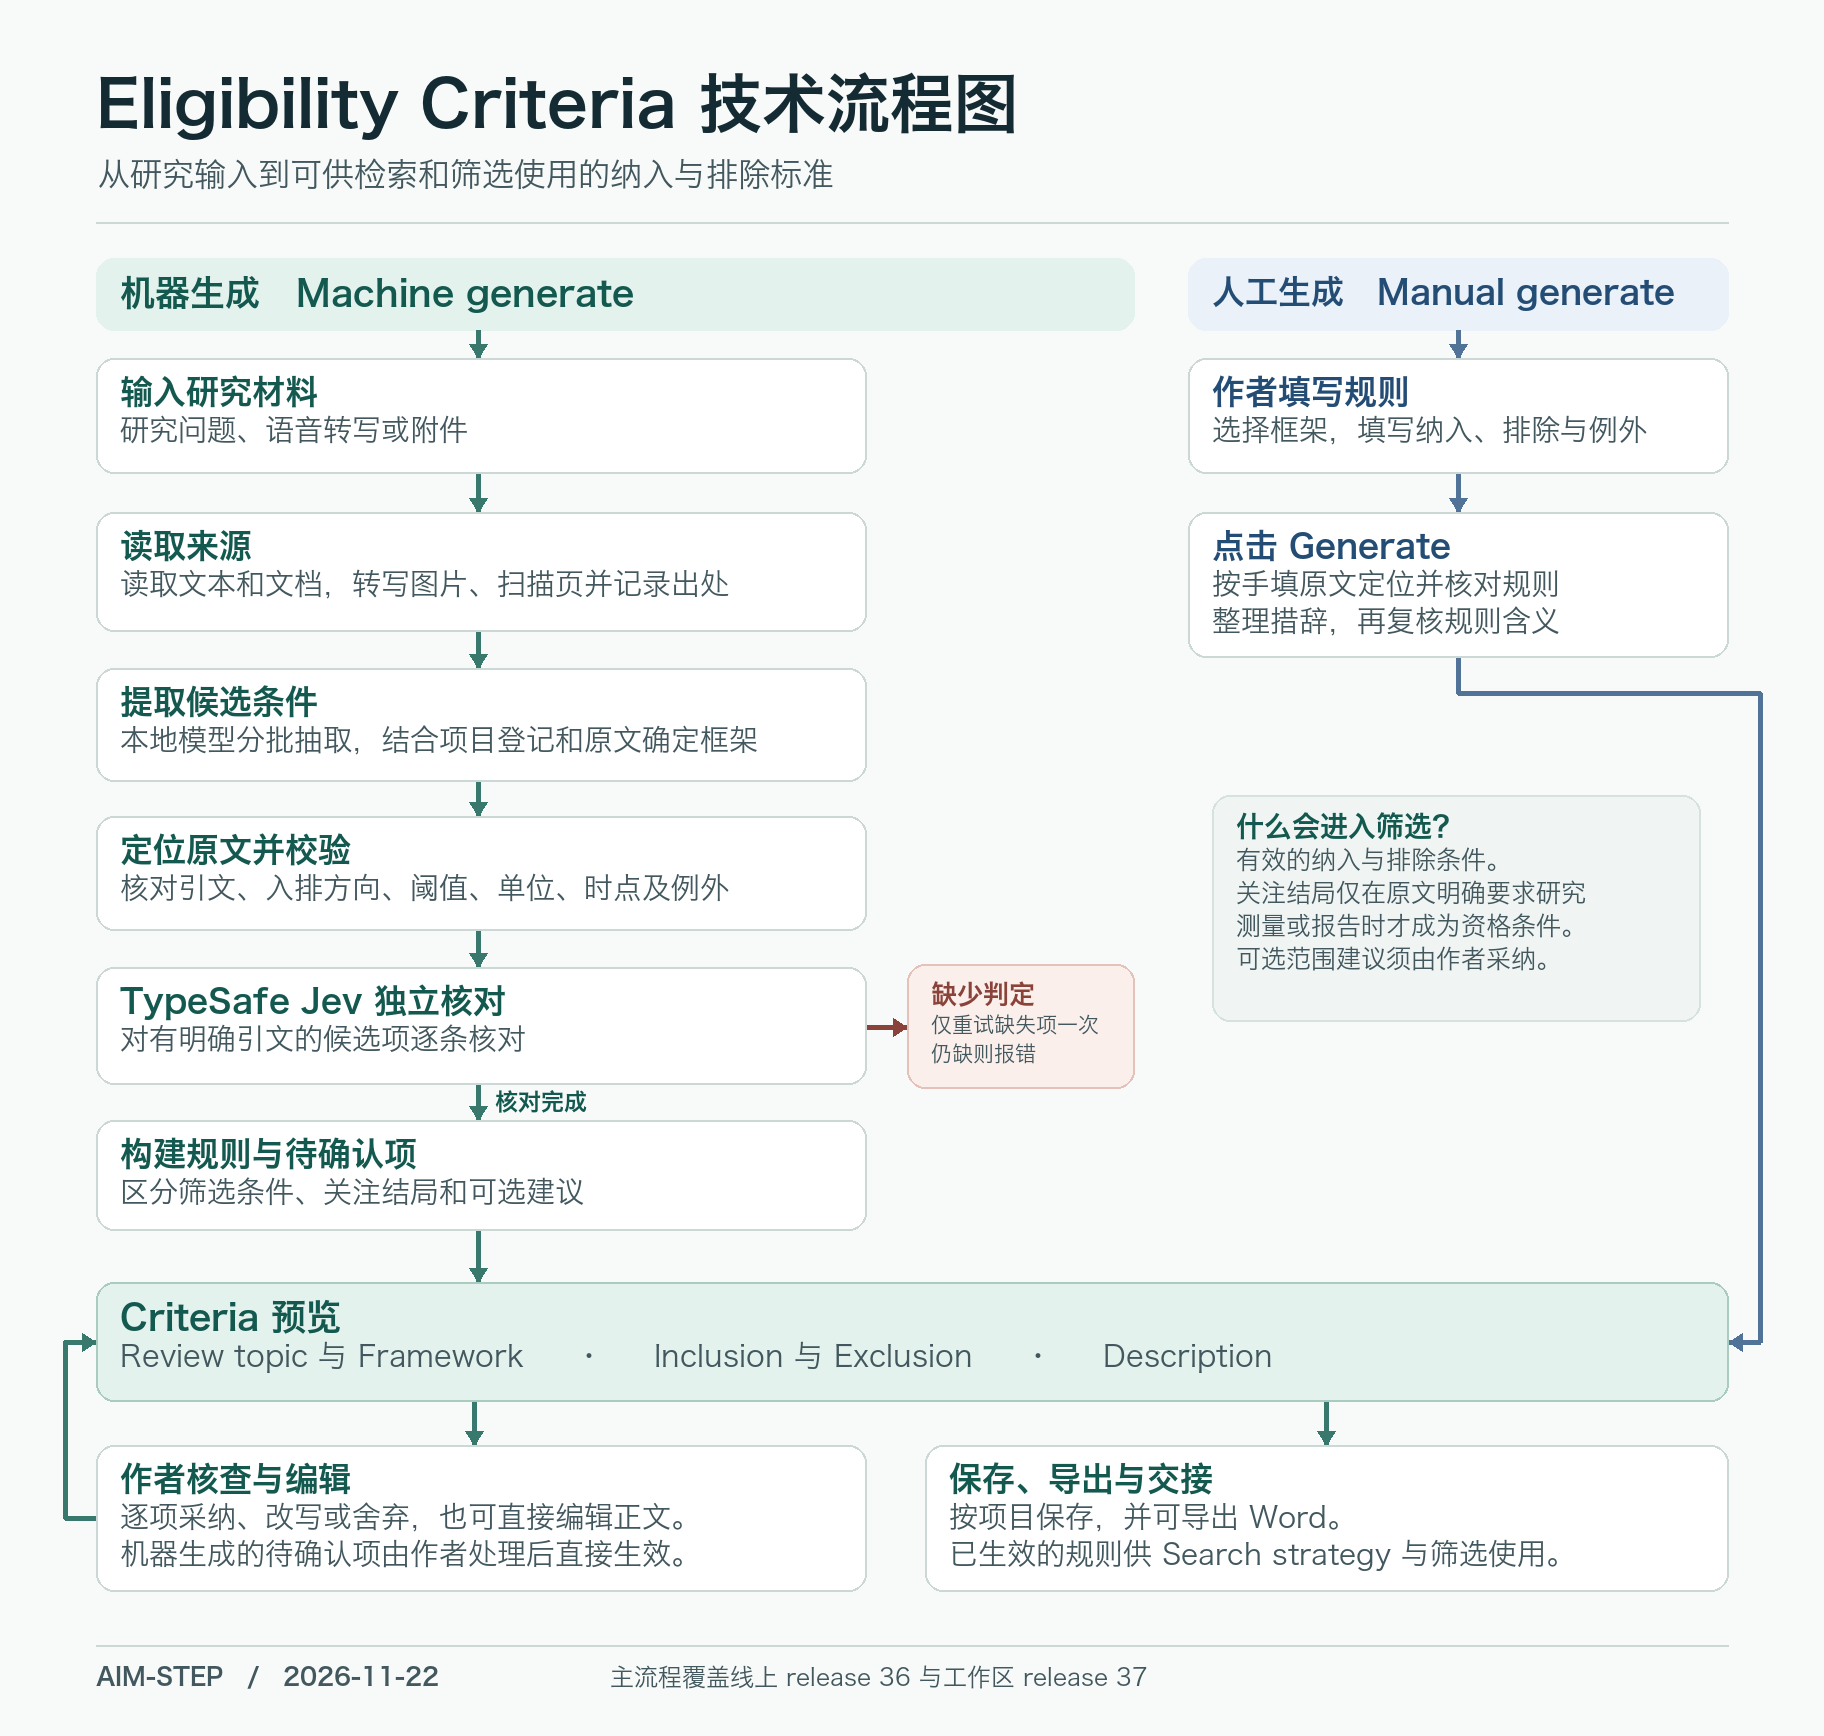 Eligibility Criteria 技术流程图
从研究输入到可供检索和筛选使用的纳入与排除标准
机器生成 Machine generate
输入研究材料
研究问题、语音转写或附件
读取来源
读取文本和文档，转写图片、扫描页并记录出处
提取候选条件
本地模型分批抽取，结合项目登记和原文确定框架
定位原文并校验
核对引文、入排方向、阈值、单位、时点及例外
TypeSafe Jev 独立核对
对有明确引文的候选项逐条核对
缺少判定
仅重试缺失项一次
仍缺则报错
核对完成
构建规则与待确认项
区分筛选条件、关注结局和可选建议
人工生成 Manual generate
作者填写规则
选择框架，填写纳入、排除与例外
点击 Generate
按手填原文定位并核对规则
整理措辞，再复核规则含义
什么会进入筛选？
有效的纳入与排除条件。
关注结局仅在原文明确要求研究
测量或报告时才成为资格条件。
可选范围建议须由作者采纳。
Criteria 预览
Review topic 与 Framework · Inclusion 与 Exclusion · Description
作者核查与编辑
逐项采纳、改写或舍弃，也可直接编辑正文。
机器生成的待确认项由作者处理后直接生效。
保存、导出与交接
按项目保存，并可导出 Word。
已生效的规则供 Search strategy 与筛选使用。
AIM-STEP / 2026-11-22
主流程覆盖线上 release 36 与工作区 release 37